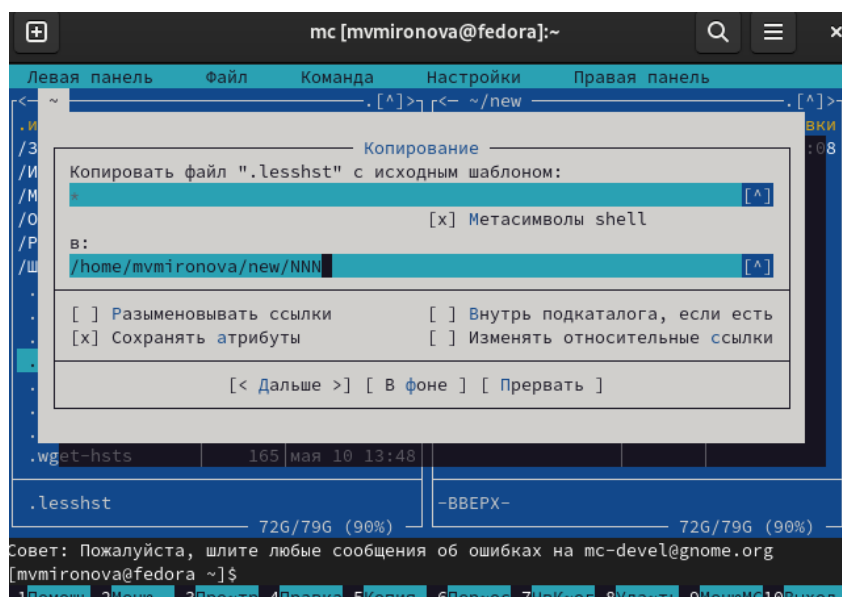 mc [mvmironova@fedora]:~
Левая панель Файл Команда Настройки Правая панель
<— ~ .[^]> <— ~/new .[^]>
.и вки
/З :08
Копирование
/И Копировать файл ".lesshst" с исходным шаблоном:
/М * [^]
/О [x] Метасимволы shell
/Р в:
/Ш /home/mvmironova/new/NNN [^]
[ ] Разыменовывать ссылки [ ] Внутрь подкаталога, если есть
[x] Сохранять атрибуты [ ] Изменять относительные ссылки
[< Дальше >] [ В фоне ] [ Прервать ]
.wget-hsts 165 мая 10 13:48
.lesshst -ВВЕРХ-
72G/79G (90%) 72G/79G (90%)
Совет: Пожалуйста, шлите любые сообщения об ошибках на mc-devel@gnome.org
[mvmironova@fedora ~]$